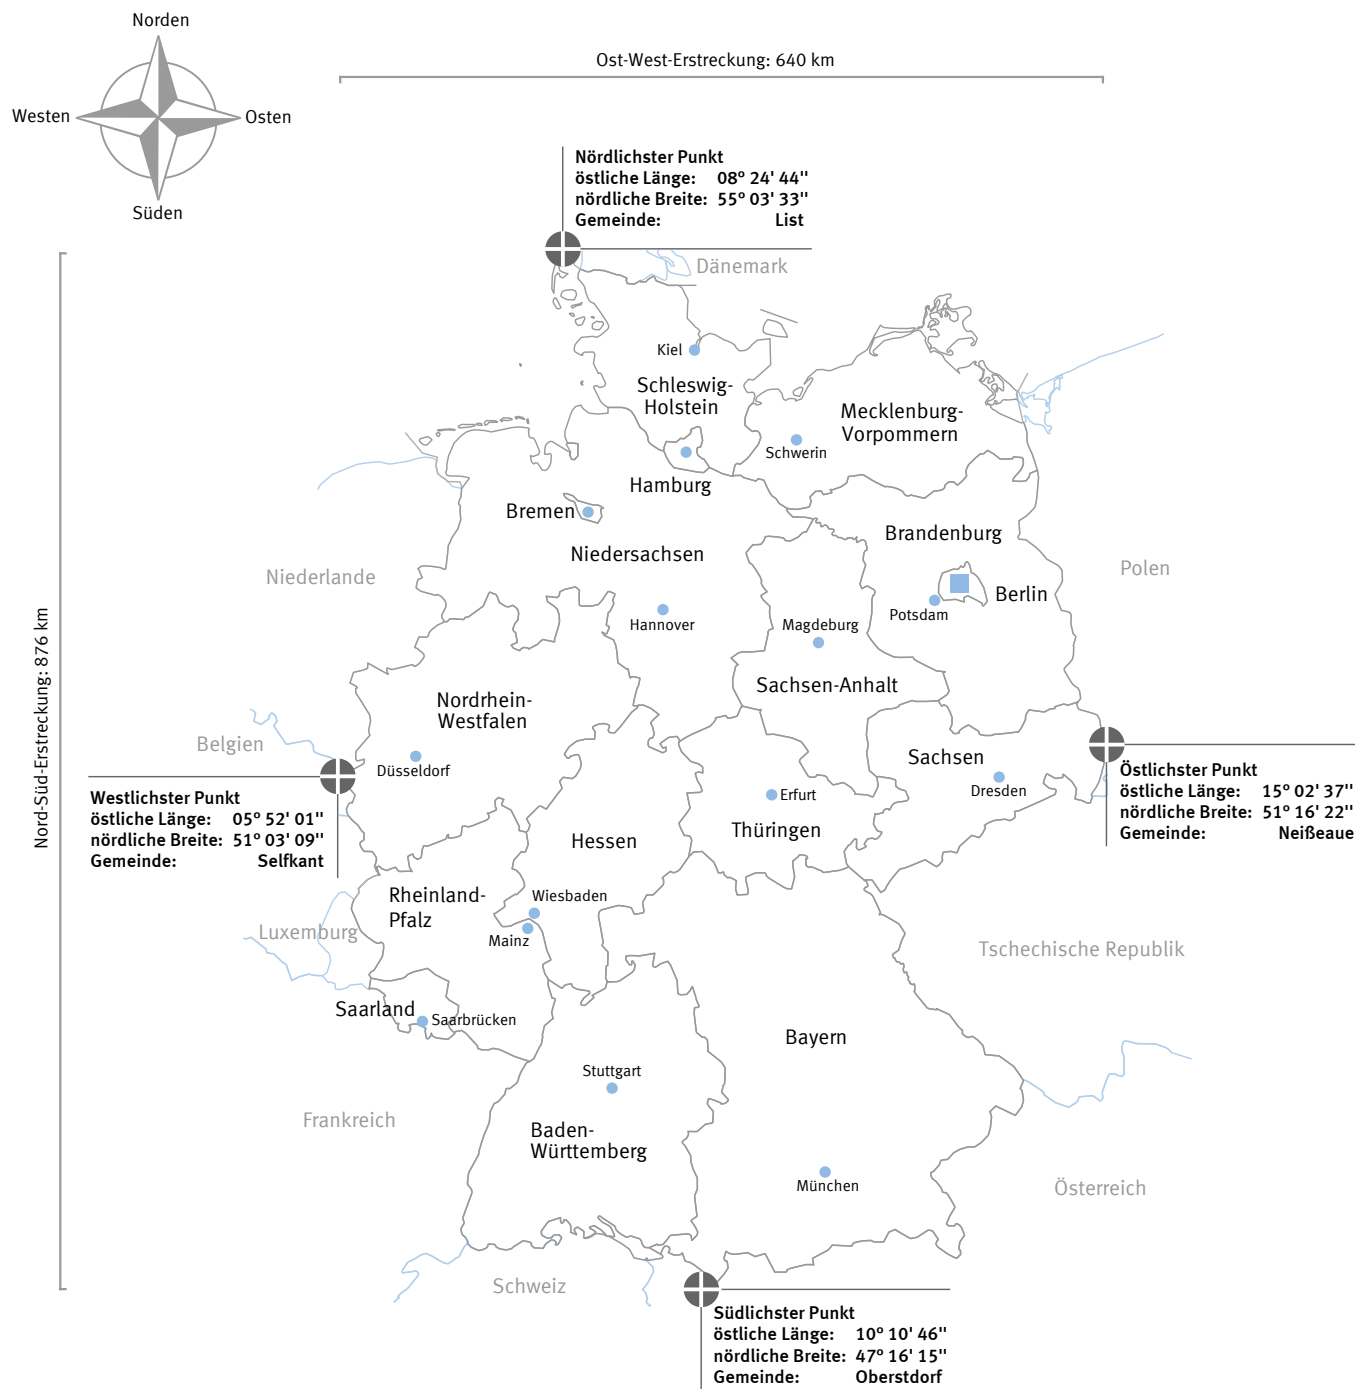 Norden
Westen
Osten
Süden
Ost-West-Erstreckung: 640 km
Nördlichster Punkt
östliche Länge: 08° 24' 44''
nördliche Breite: 55° 03' 33''
Gemeinde: List
Dänemark
Kiel
Schleswig-
Holstein
Mecklenburg-
Vorpommern
Schwerin
Hamburg
Bremen
Brandenburg
Niedersachsen
Polen
Niederlande
Berlin
Potsdam
Hannover
Magdeburg
Nord-Süd-Erstreckung: 876 km
Sachsen-Anhalt
Nordrhein-
Westfalen
Belgien
Düsseldorf
Sachsen
Dresden
Östlichster Punkt
östliche Länge: 15° 02' 37''
nördliche Breite: 51° 16' 22''
Gemeinde: Neißeaue
Westlichster Punkt
östliche Länge: 05° 52' 01''
nördliche Breite: 51° 03' 09''
Gemeinde: Selfkant
Erfurt
Thüringen
Hessen
Rheinland-
Pfalz
Wiesbaden
Mainz
Luxemburg
Tschechische Republik
Saarland
Saarbrücken
Bayern
Stuttgart
Frankreich
Baden-
Württemberg
München
Österreich
Schweiz
Südlichster Punkt
östliche Länge: 10° 10' 46''
nördliche Breite: 47° 16' 15''
Gemeinde: Oberstdorf